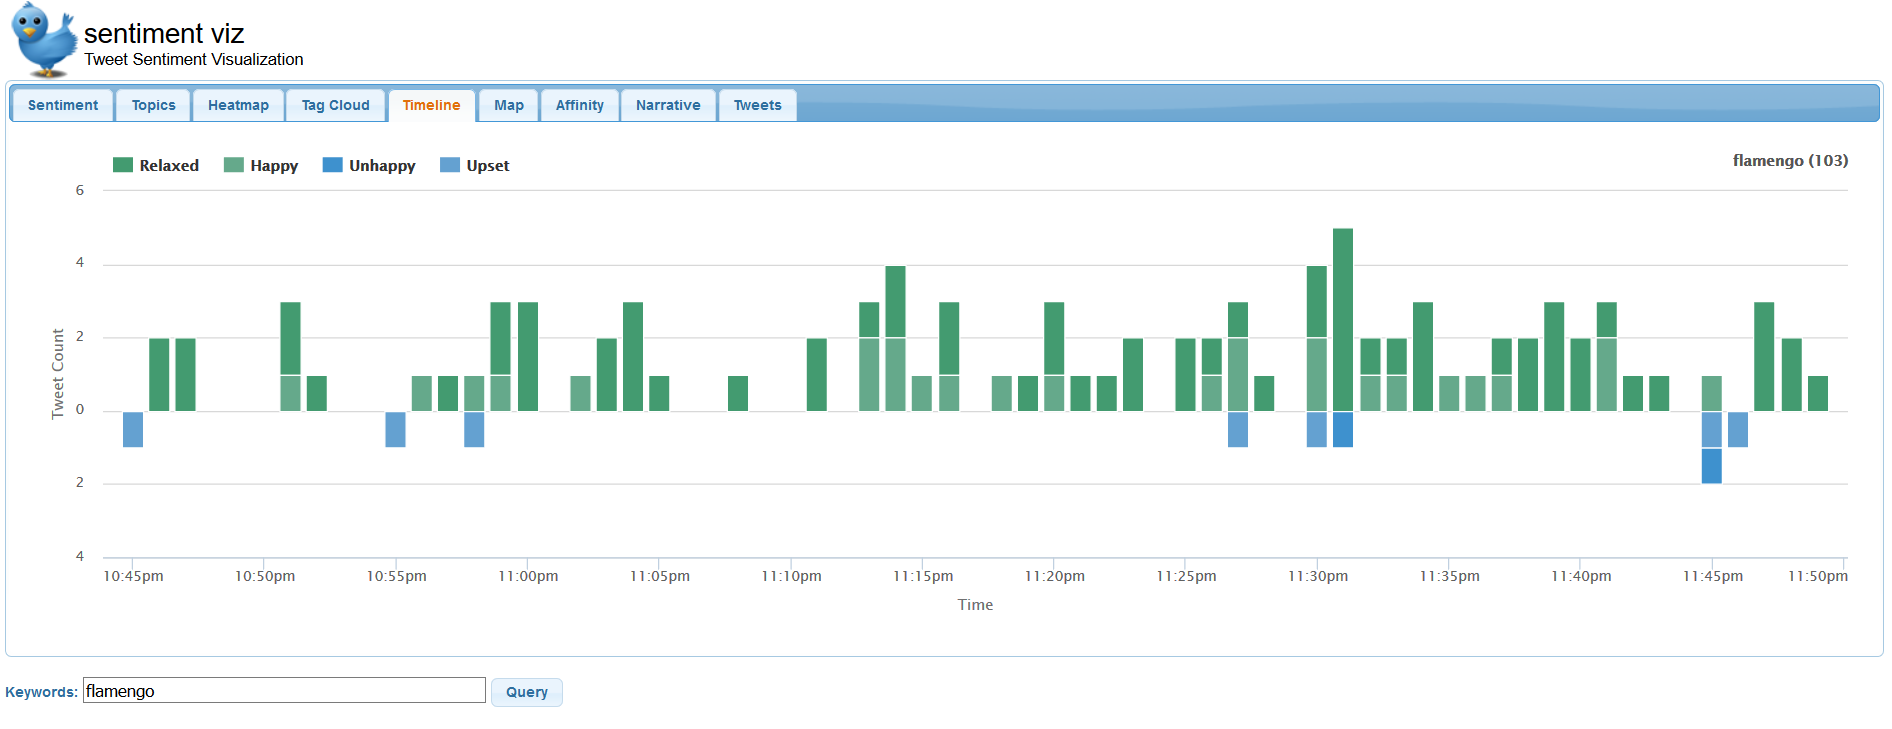 sentiment viz
Tweet Sentiment Visualization
Sentiment Topics Heatmap Tag Cloud Timeline Map Affinity Narrative Tweets
Relaxed Happy Unhappy Upset
flamengo (103)
6
4
2
0
2
4
Tweet Count
10:45pm 10:50pm 10:55pm 11:00pm 11:05pm 11:10pm 11:15pm 11:20pm 11:25pm 11:30pm 11:35pm 11:40pm 11:45pm 11:50pm
Time
Keywords: flamengo Query